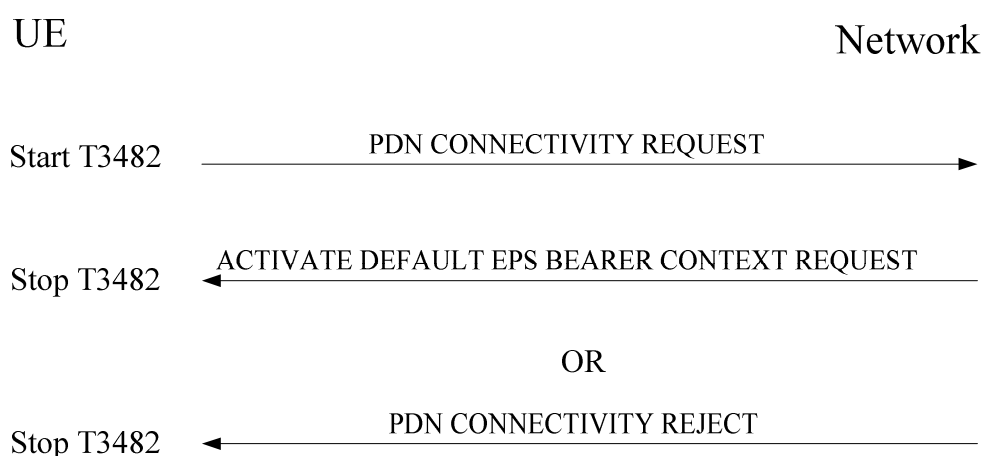 UE
Network
Start T3482
PDN CONNECTIVITY REQUEST
ACTIVATE DEFAULT EPS BEARER CONTEXT REQUEST
Stop T3482
OR
PDN CONNECTIVITY REJECT
Stop T3482